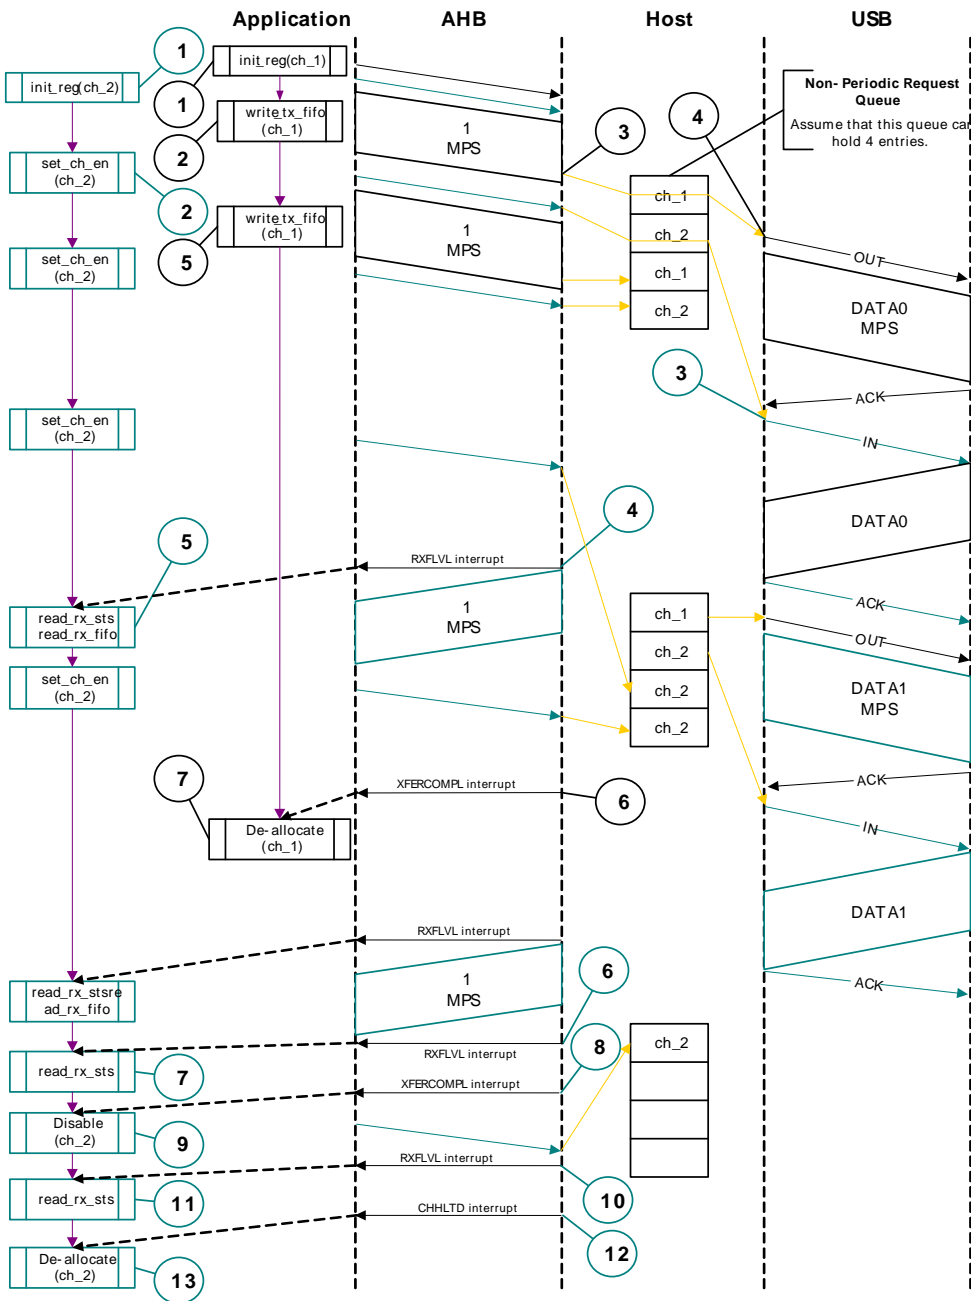 Application
AHB
Host
USB
1
init_reg(ch_2)
init_reg(ch_1)
1
Non-Periodic Request
Queue
Assume that this queue can
hold 4 entries.
write_tx_fifo
(ch_1)
2
1
MPS
3
4
set_ch_en
(ch_2)
2
ch_1
write_tx_fifo
(ch_1)
5
1
MPS
ch_2
set_ch_en
(ch_2)
ch_1
OUT
ch_2
DATA0
MPS
3
ACK
set_ch_en
(ch_2)
IN
4
DATA0
5
RXFLVL interrupt
read_rx_sts
read_rx_fifo
1
MPS
ch_1
ACK
OUT
set_ch_en
(ch_2)
ch_2
ch_2
DATA1
MPS
ch_2
7
XFERCOMPL interrupt
6
ACK
De-allocate
(ch_1)
IN
DATA1
RXFLVL interrupt
6
read_rx_stsre
ad_rx_fifo
1
MPS
ACK
8
ch_2
RXFLVL interrupt
read_rx_sts
7
XFERCOMPL interrupt
Disable
(ch_2)
9
RXFLVL interrupt
read_rx_sts
11
10
CHHLTD interrupt
12
De-allocate
(ch_2)
13